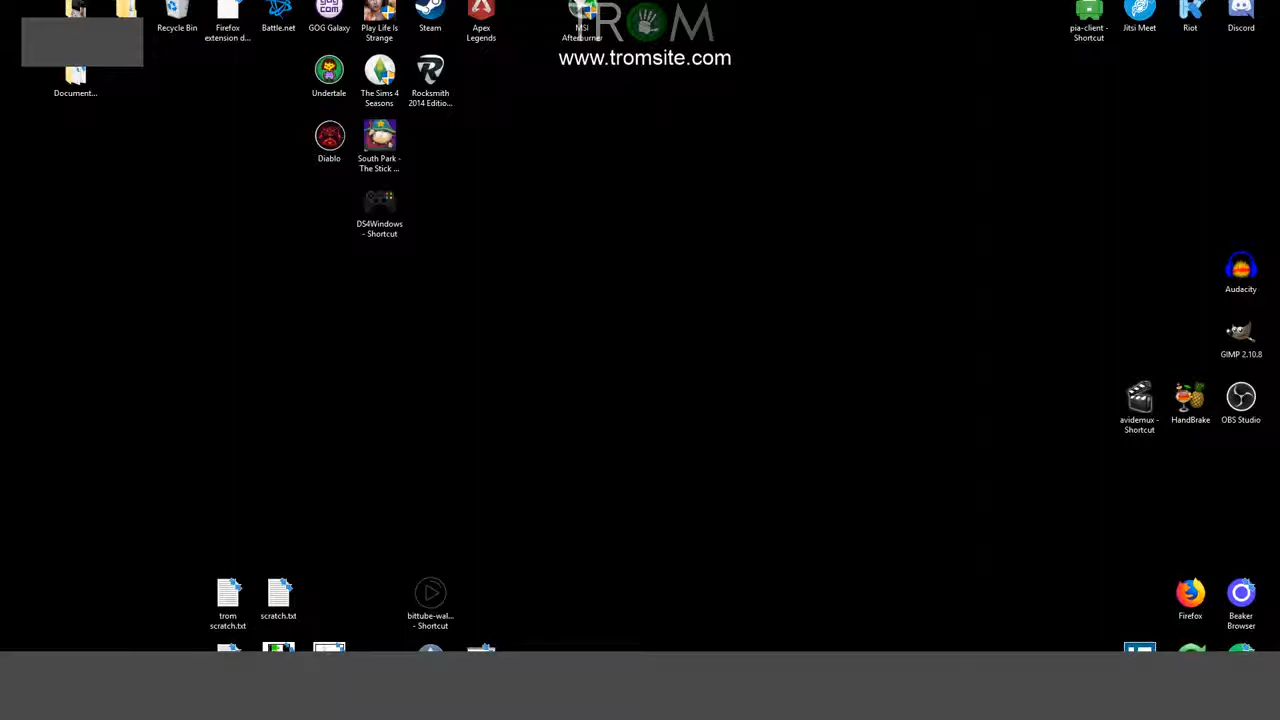 Recycle Bin
Firefox
extension d...
Battle.net
GOG Galaxy
Play Life Is
Strange
Steam
Apex
Legends
MSI
Afterburner
TROM
www.tromsite.com
pia-client -
Shortcut
Jitsi Meet
Riot
Discord
Document...
Undertale
The Sims 4
Seasons
Rocksmith
2014 Editio...
Diablo
South Park -
The Stick ...
DS4Windows
- Shortcut
Audacity
GIMP 2.10.8
avidemux -
Shortcut
HandBrake
OBS Studio
trom
scratch.txt
scratch.txt
bittube-wal...
- Shortcut
Firefox
Beaker
Browser